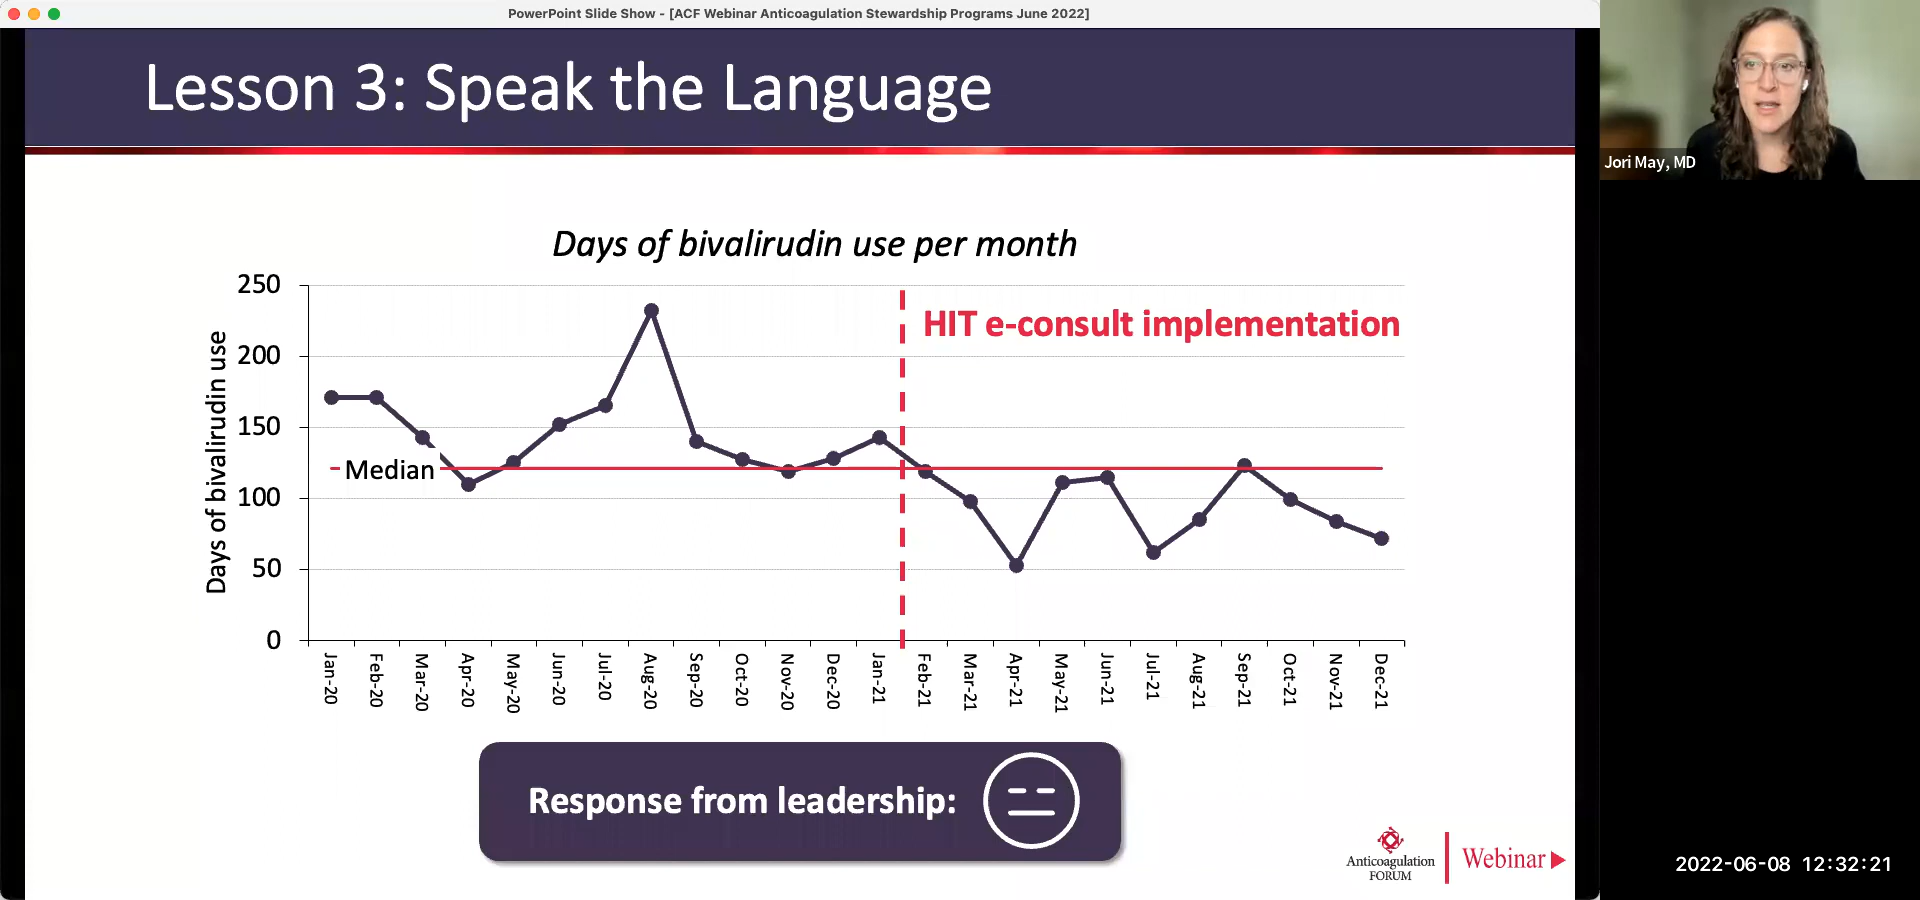 PowerPoint Slide Show - [ACF Webinar Anticoagulation Stewardship Programs June 2022]
Lesson 3: Speak the Language
Jori May, MD
Days of bivalirudin use per month
Days of bivalirudin use
250
200
150
100
50
0
HIT e-consult implementation
Median
Jan-20
Feb-20
Mar-20
Apr-20
May-20
Jun-20
Jul-20
Aug-20
Sep-20
Oct-20
Nov-20
Dec-20
Jan-21
Feb-21
Mar-21
Apr-21
May-21
Jun-21
Jul-21
Aug-21
Sep-21
Oct-21
Nov-21
Dec-21
Response from leadership:
Anticoagulation
FORUM
Webinar
2022-06-08 12:32:21